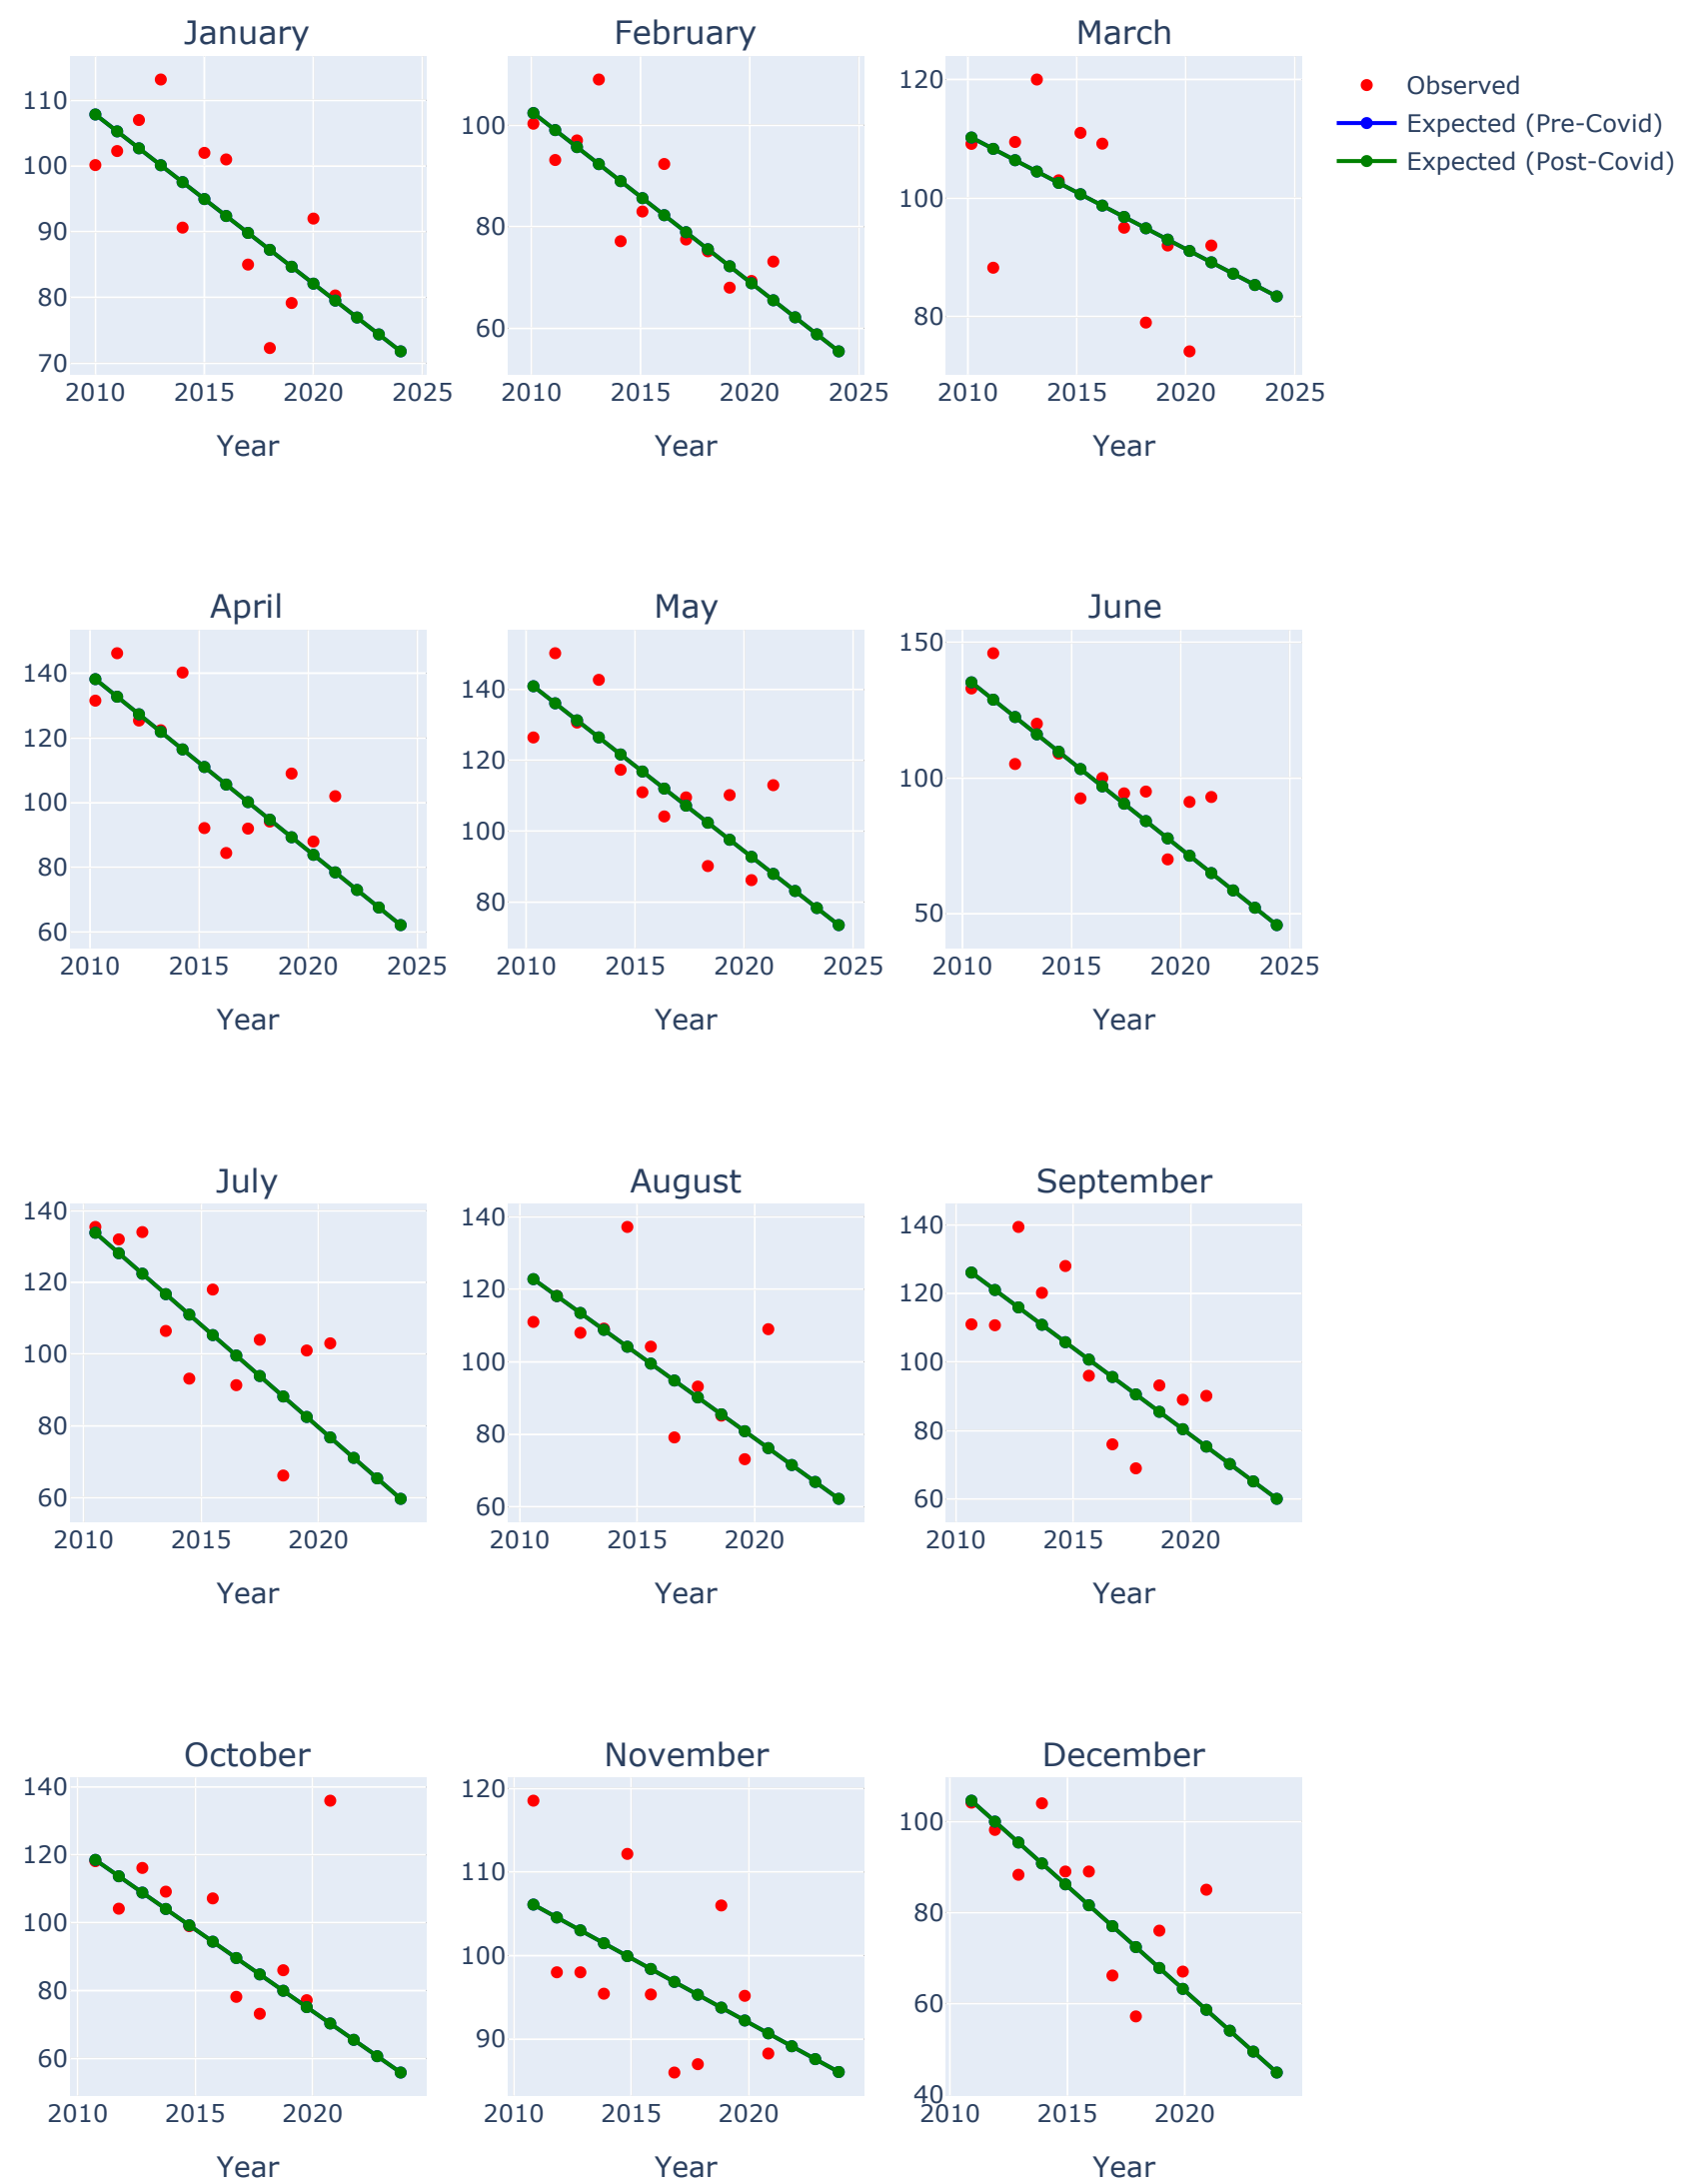 January February March
110
100
90
80
70
2010 2015 2020 2025
Year
100
80
60
2010 2015 2020 2025
Year
120
100
80
2010 2015 2020 2025
Year
Observed
Expected (Pre-Covid)
Expected (Post-Covid)
April May June
140
120
100
80
60
2010 2015 2020 2025
Year
140
120
100
80
2010 2015 2020 2025
Year
150
100
50
2010 2015 2020 2025
Year
July August September
140
120
100
80
60
2010 2015 2020
Year
140
120
100
80
60
2010 2015 2020
Year
140
120
100
80
60
2010 2015 2020
Year
October November December
140
120
100
80
60
2010 2015 2020
Year
120
110
100
90
2010 2015 2020
Year
100
80
60
40
2010 2015 2020
Year